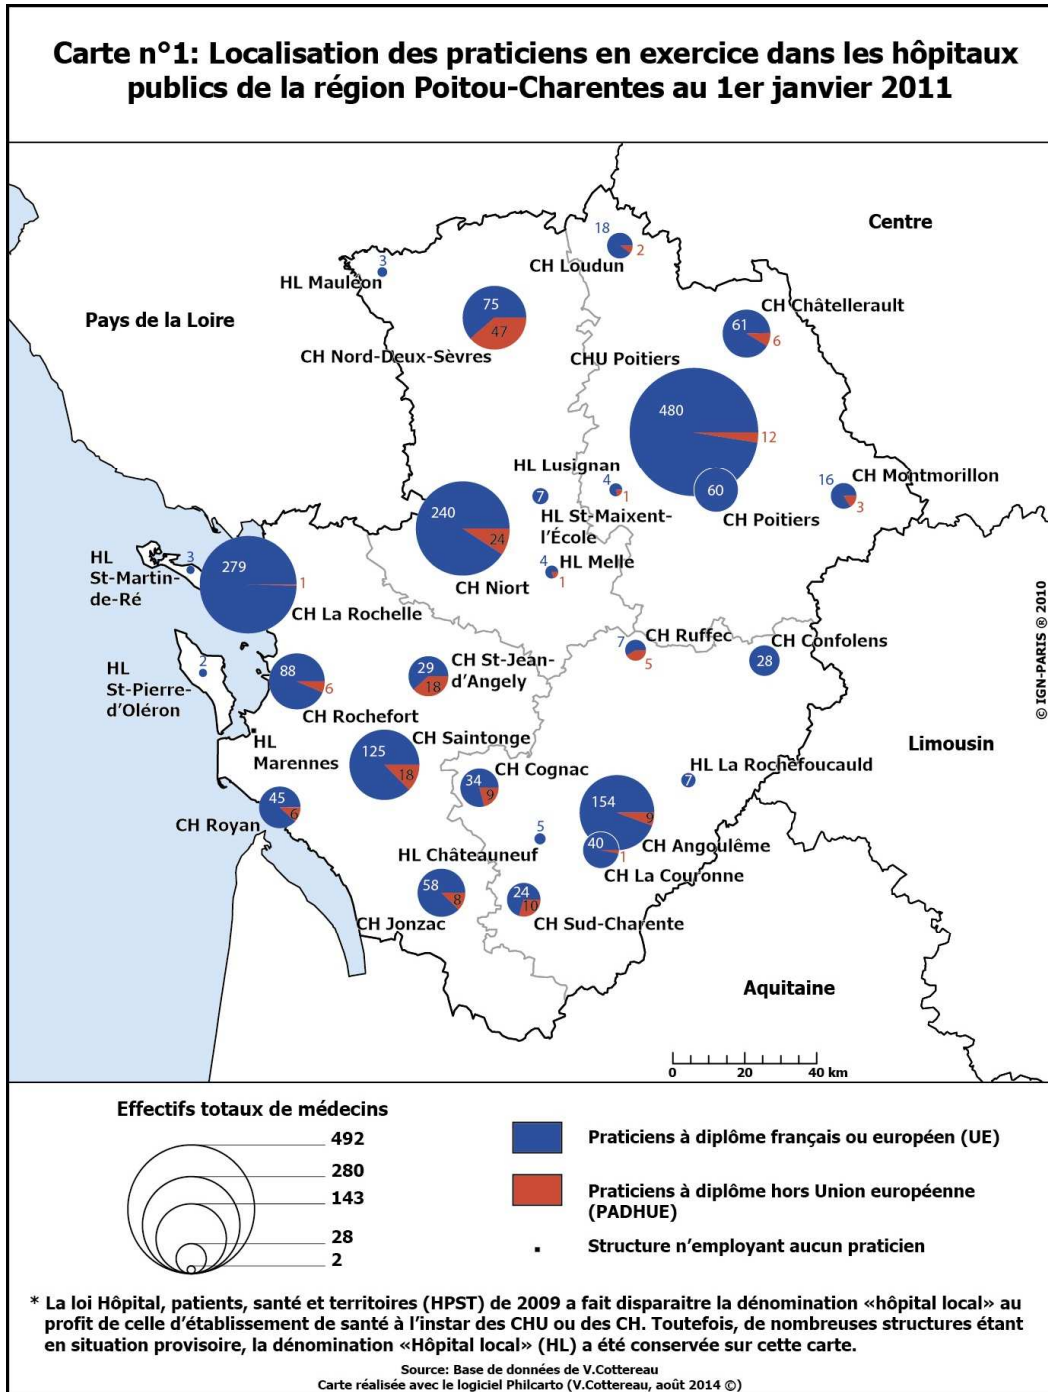 Carte n°1: Localisation des praticiens en exercice dans les hôpitaux
publics de la région Poitou-Charentes au 1er janvier 2011
Centre
18
2
CH Loudun
3
HL Mauléon
Pays de la Loire
75
47
CH Nord-Deux-Sèvres
CH Châtellerault
61
6
CHU Poitiers
480
12
HL Lusignan
4
1
16
CH Montmorillon
3
60
CH Poitiers
7
HL St-Maixent-
l'École
240
24
CH Niort
4
HL Melle
1
3
HL
St-Martin-
de-Ré
279
1
CH La Rochelle
7
CH Ruffec
5
CH Confolens
28
© IGN-PARIS ® 2010
2
HL
St-Pierre-
d'Oléron
88
6
CH Rochefort
29
18
CH St-Jean-
d'Angely
HL
Marennes
125
18
CH Saintonge
Limousin
34
9
CH Cognac
HL La Rochefoucauld
7
45
6
CH Royan
154
9
CH Angoulême
5
HL Châteauneuf
40
1
CH La Couronne
58
8
CH Jonzac
24
10
CH Sud-Charente
Aquitaine
0 20 40 km
Effectifs totaux de médecins
492
280
143
28
2
Praticiens à diplôme français ou européen (UE)
Praticiens à diplôme hors Union européenne
(PADHUE)
Structure n'employant aucun praticien
* La loi Hôpital, patients, santé et territoires (HPST) de 2009 a fait disparaitre la dénomination «hôpital local» au
profit de celle d'établissement de santé à l'instar des CHU ou des CH. Toutefois, de nombreuses structures étant
en situation provisoire, la dénomination «Hôpital local» (HL) a été conservée sur cette carte.
Source: Base de données de V.Cottereau
Carte réalisée avec le logiciel Philcarto (V.Cottereau, août 2014 ©)